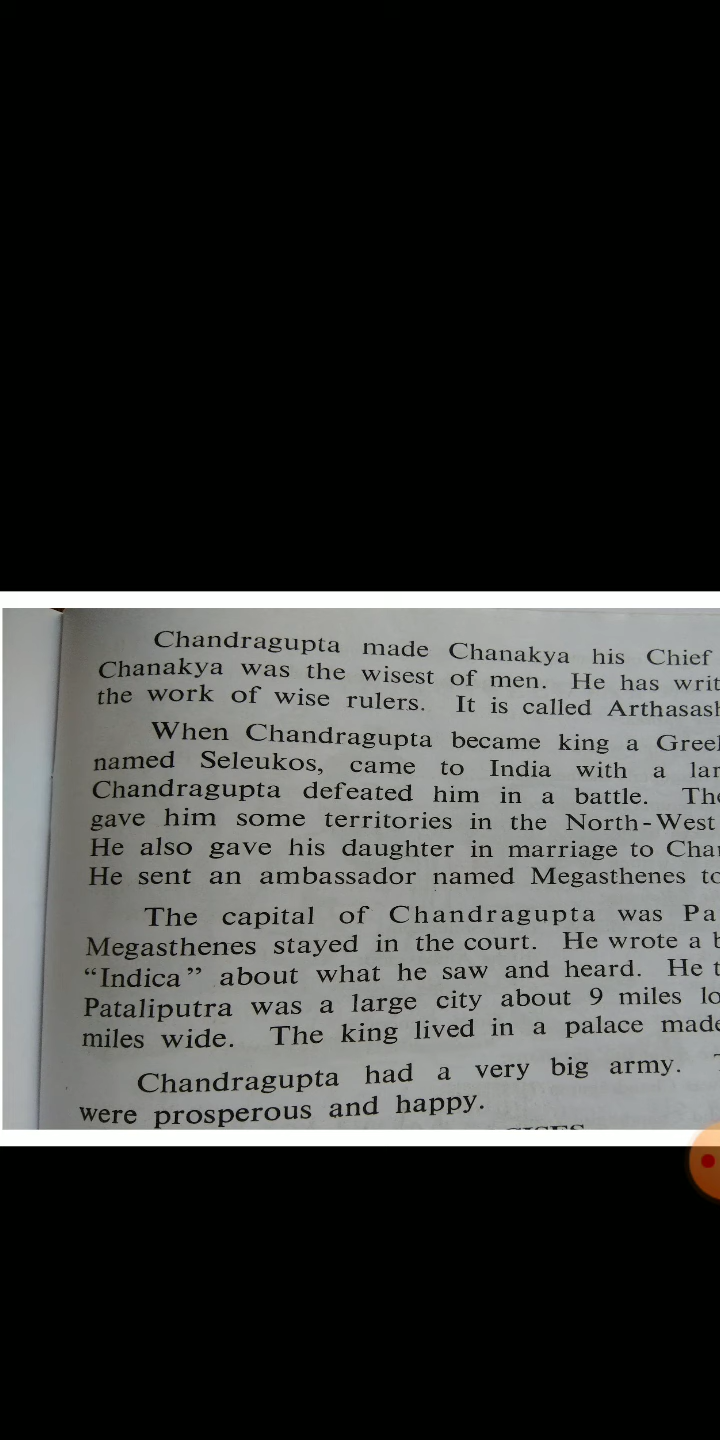 Chandragupta made Chanakya his Chief
Chanakya was the wisest of men. He has writ
the work of wise rulers. It is called Arthasash
When Chandragupta became king a Greek
named Seleukos, came to India with a lar
Chandragupta defeated him in a battle. The
gave him some territories in the North-West
He also gave his daughter in marriage to Chan
He sent an ambassador named Megasthenes to
The capital of Chandragupta was Pa
Megasthenes stayed in the court. He wrote a b
“Indica” about what he saw and heard. He t
Pataliputra was a large city about 9 miles lo
miles wide. The king lived in a palace made
Chandragupta had a very big army.
were prosperous and happy.